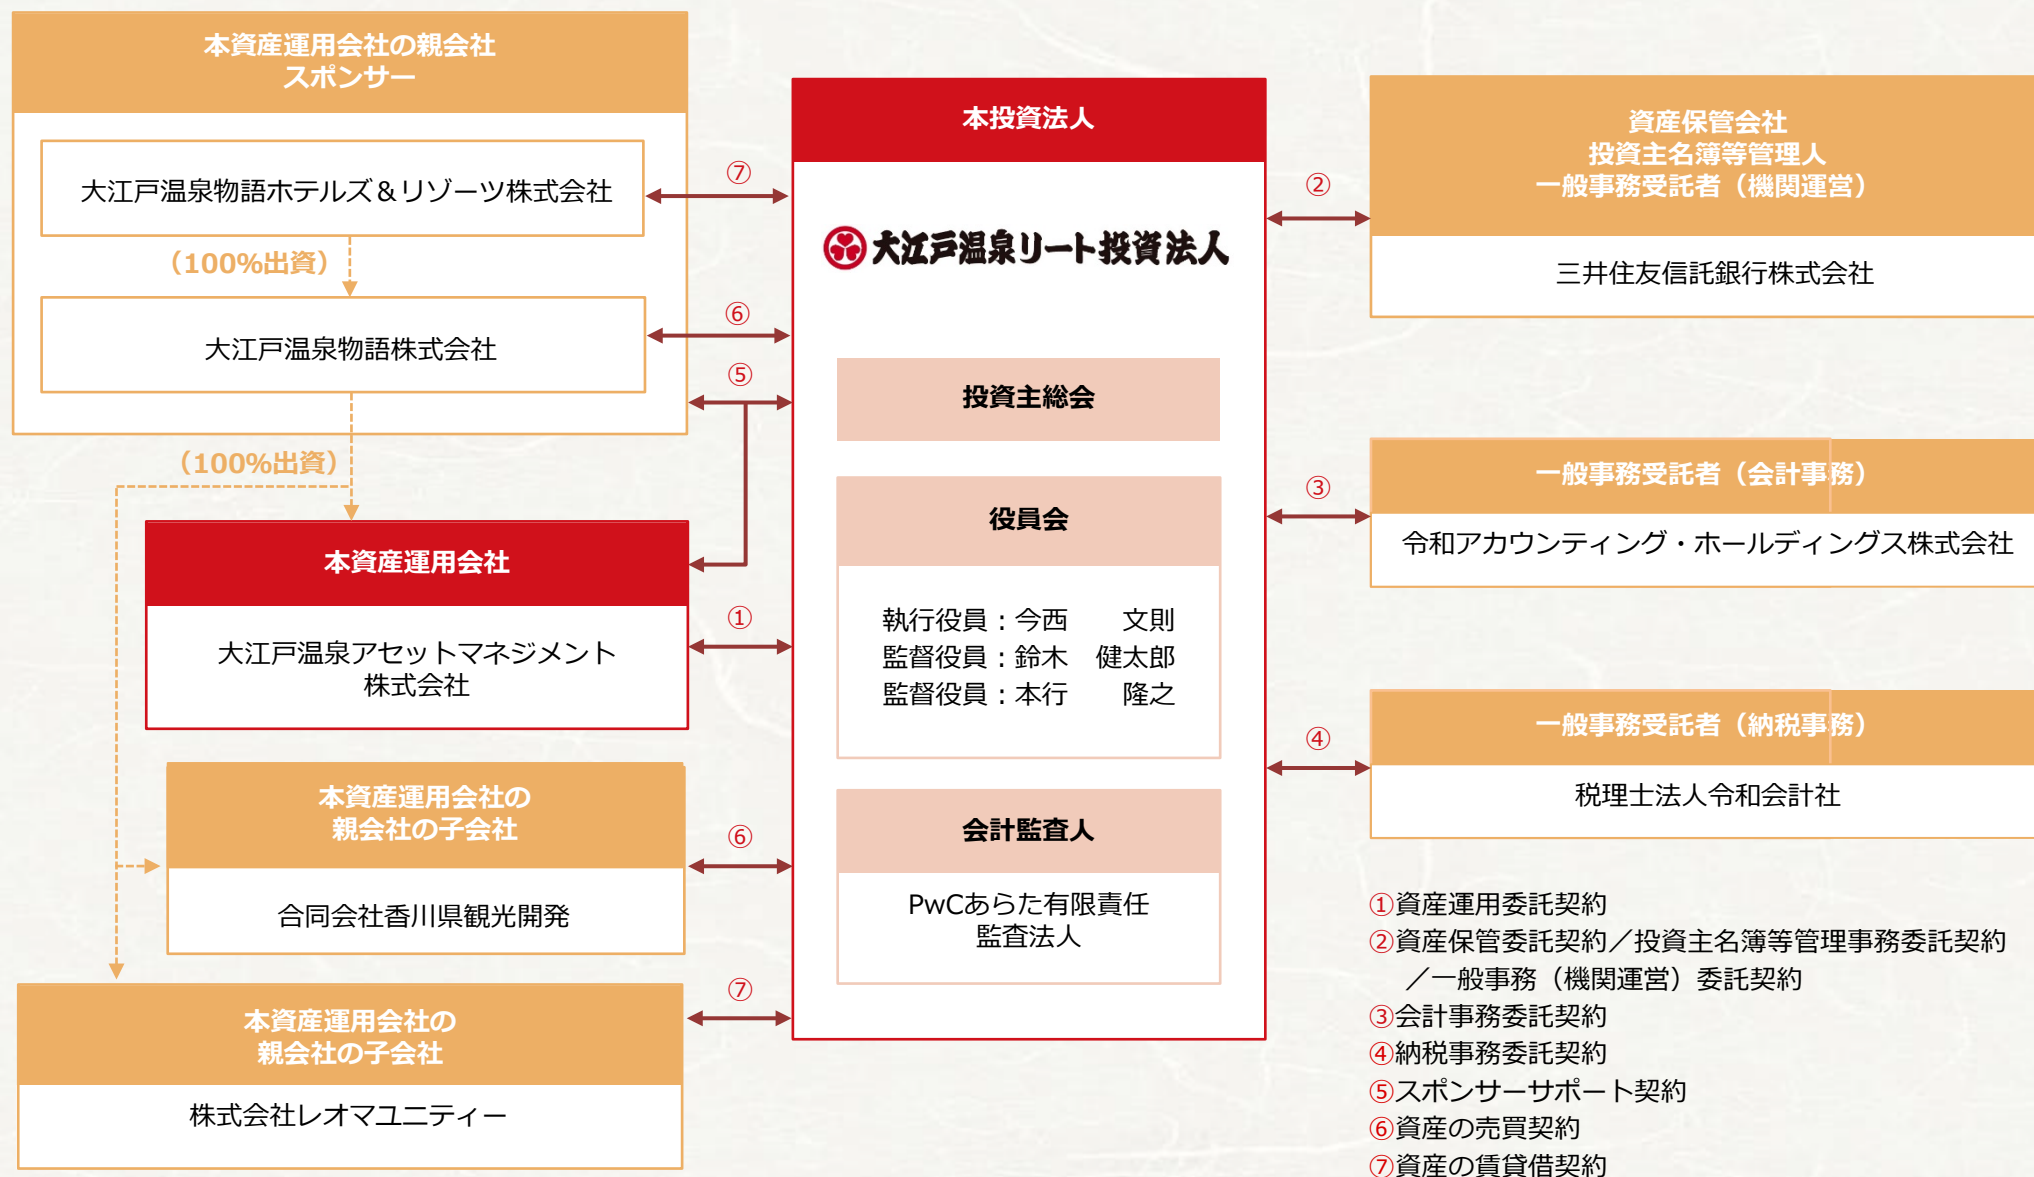 本資産運用会社の親会社
スポンサー
大江戸温泉物語ホテルズ＆リゾーツ株式会社
（100%出資）
大江戸温泉物語株式会社
（100%出資）
本資産運用会社
大江戸温泉アセットマネジメント
株式会社
本資産運用会社の
親会社の子会社
合同会社香川県観光開発
本資産運用会社の
親会社の子会社
株式会社レオマユニティー
⑦
⑥
⑤
①
⑥
⑦
本投資法人
大江戸温泉リート投資法人
投資主総会
役員会
執行役員：今西　　文則
監督役員：鈴木　健太郎
監督役員：本行　　隆之
会計監査人
PwCあらた有限責任
監査法人
②
③
④
資産保管会社
投資主名簿等管理人
一般事務受託者（機関運営）
三井住友信託銀行株式会社
一般事務受託者（会計事務）
令和アカウンティング・ホールディングス株式会社
一般事務受託者（納税事務）
税理士法人令和会計社
①資産運用委託契約
②資産保管委託契約／投資主名簿等管理事務委託契約
／一般事務（機関運営）委託契約
③会計事務委託契約
④納税事務委託契約
⑤スポンサーサポート契約
⑥資産の売買契約
⑦資産の賃貸借契約